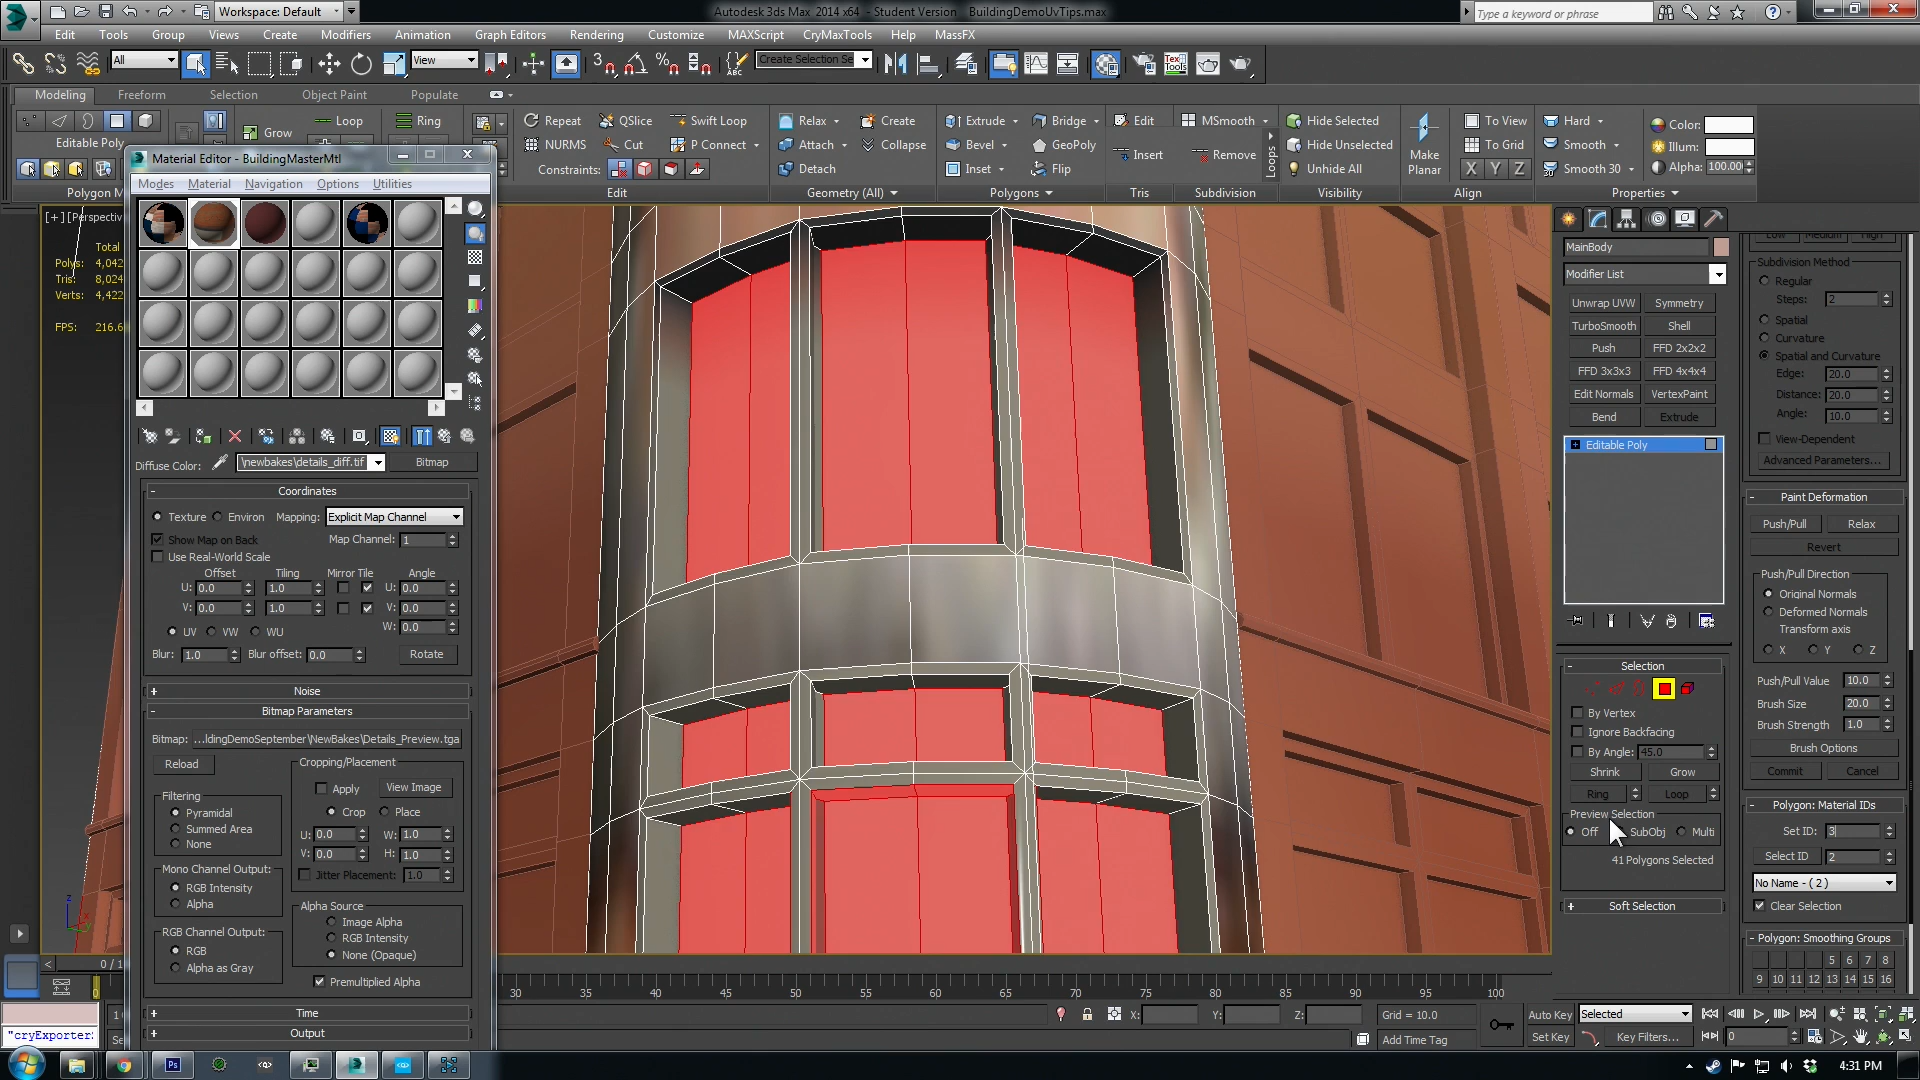 Workspace: Default
Autodesk 3ds Max 2014 x64 - Student Version BuildingDemoUvTips.max
Type a keyword or phrase
Edit Tools Group Views Create Modifiers Animation Graph Editors Rendering Customize MAXScript CryMaxTools Help MassFX
All
View
Create Selection Se
Modeling Freeform Selection Object Paint Populate
Loop Ring
Grow
Editable Poly
Repeat QSlice Swift Loop
NURMS Cut P Connect
Constraints:
Edit
Relax Create
Attach Collapse
Detach
Geometry (All)
Extrude Bridge
Bevel GeoPoly
Inset Flip
Polygons
Edit
Insert
Tris
MSmooth
Remove
Subdivision
Loops
Hide Selected
Hide Unselected
Unhide All
Visibility
Make Planar
To View
To Grid
X Y Z
Align
Hard
Smooth
Smooth 30
Color:
Illum:
Alpha: 100.00
Properties
Polygon M
Material Editor - BuildingMasterMtl
Modes Material Navigation Options Utilities
Diffuse Color: \newbakes\details_diff.tif Bitmap
Coordinates
Texture Environ Mapping: Explicit Map Channel
Show Map on Back Map Channel: 1
Use Real-World Scale
Offset Tiling Mirror Tile Angle
U: 0.0 1.0 U: 0.0
V: 0.0 1.0 V: 0.0
W: 0.0
UV VW WU
Blur: 1.0 Blur offset: 0.0 Rotate
Noise
Bitmap Parameters
Bitmap: ...ldingDemoSeptember\NewBakes\Details_Preview.tga
Reload
Cropping/Placement
Apply View Image
Crop Place
U: 0.0 W: 1.0
V: 0.0 H: 1.0
Jitter Placement: 1.0
Filtering
Pyramidal
Summed Area
None
Mono Channel Output:
RGB Intensity
Alpha
RGB Channel Output:
RGB
Alpha as Gray
Alpha Source
Image Alpha
RGB Intensity
None (Opaque)
Premultiplied Alpha
Time
Output
[+] [Perspectiv
Total
Polys: 4,042
Tris: 8,024
Verts: 4,422
FPS: 216.6
MainBody
Modifier List
Unwrap UVW Symmetry
TurboSmooth Shell
Push FFD 2x2x2
FFD 3x3x3 FFD 4x4x4
Edit Normals VertexPaint
Bend Extrude
Editable Poly
Selection
By Vertex
Ignore Backfacing
By Angle: 45.0
Shrink Grow
Ring Loop
Preview Selection
Off SubObj Multi
41 Polygons Selected
Soft Selection
Low Medium High
Subdivision Method
Regular
Steps: 2
Spatial
Curvature
Spatial and Curvature
Edge: 20.0
Distance: 20.0
Angle: 10.0
View-Dependent
Advanced Parameters...
Paint Deformation
Push/Pull Relax
Revert
Push/Pull Direction
Original Normals
Deformed Normals
Transform axis
X Y Z
Push/Pull Value 10.0
Brush Size 20.0
Brush Strength 1.0
Brush Options
Commit Cancel
Polygon: Material IDs
Set ID: 3
Select ID 2
No Name - ( 2 )
Clear Selection
Polygon: Smoothing Groups
5 6 7 8
9 10 11 12 13 14 15 16
0 / 1
30 35 40 45 50 55 60 65 70 75 80 85 90 95 100
X: Y: Z: Grid = 10.0
Add Time Tag
Auto Key Selected
Set Key Key Filters... 0
"cryExporter:
4:31 PM